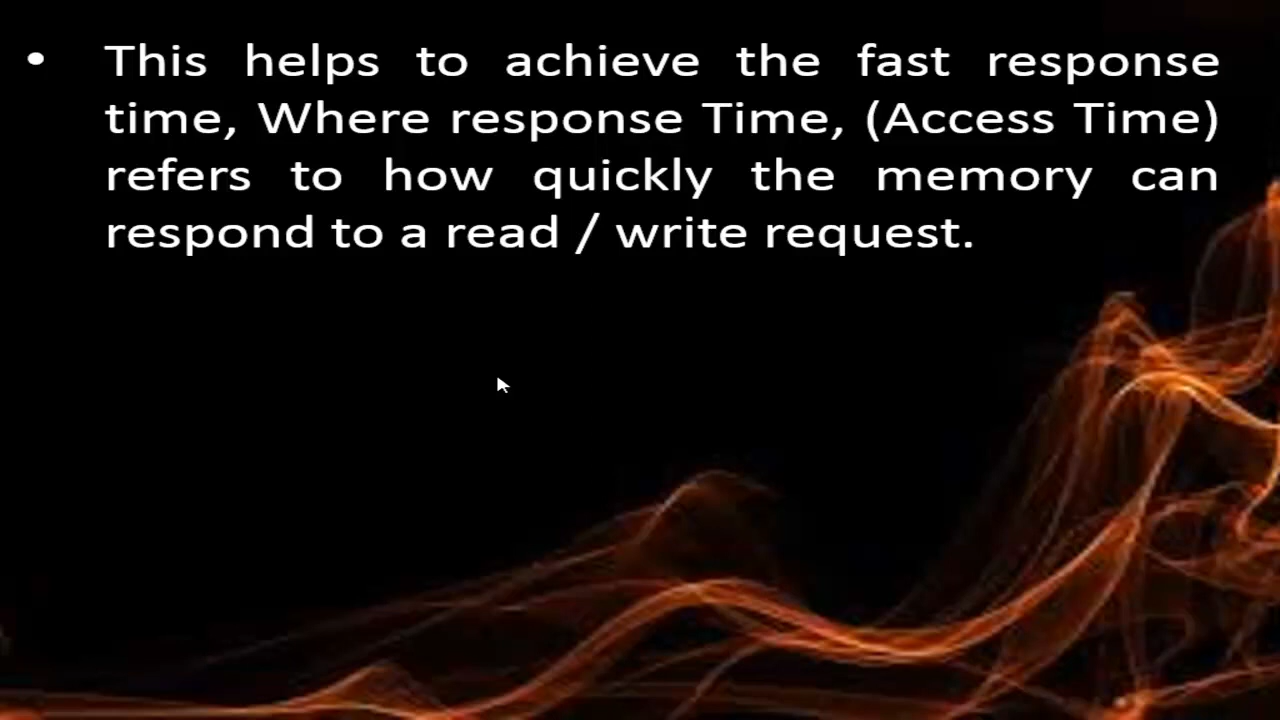 • This helps to achieve the fast response
time, Where response Time, (Access Time)
refers to how quickly the memory can
respond to a read / write request.